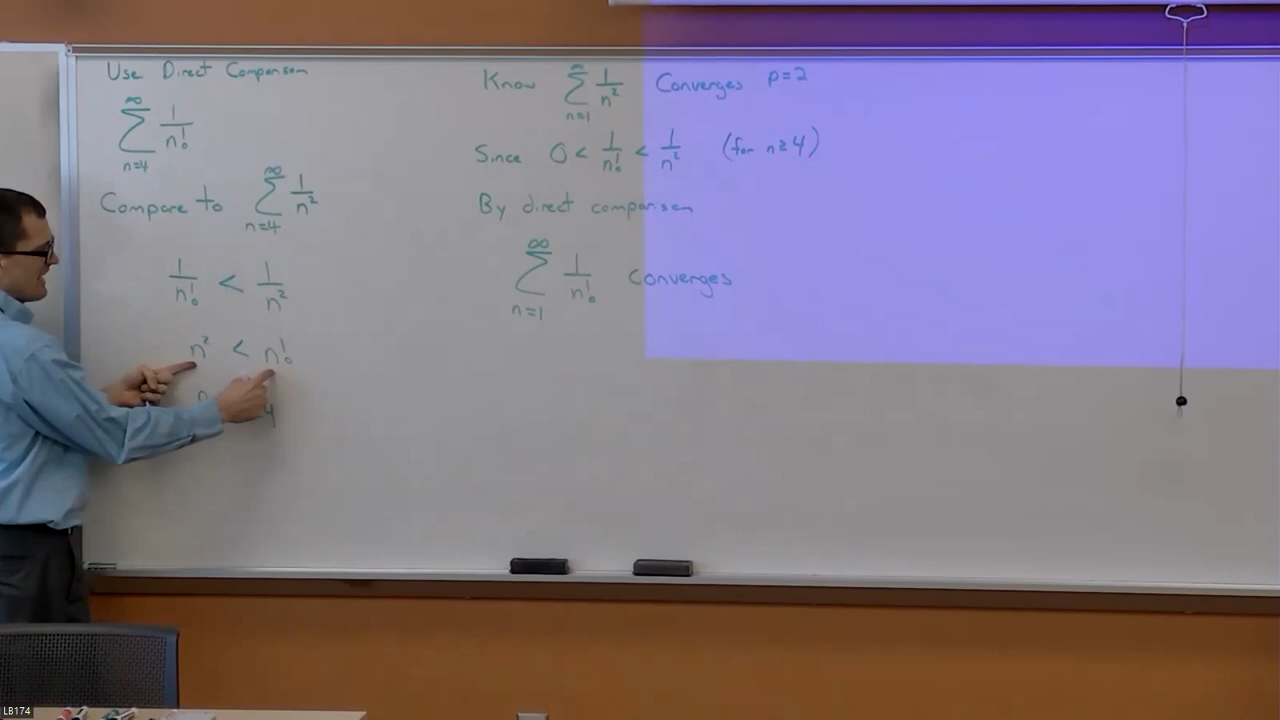 Use Direct Comparison
∞
∑ 1/n!
n=4
Compare to ∞ ∑ n=4 1/n²
1/n! < 1/n²
n² < n!
4
Know ∞ ∑ n=1 1/n² Converges p=2
Since 0 < 1/n! < 1/n² (for n≥4)
By direct comparison
∞
∑ 1/n! Converges
n=1
LB174